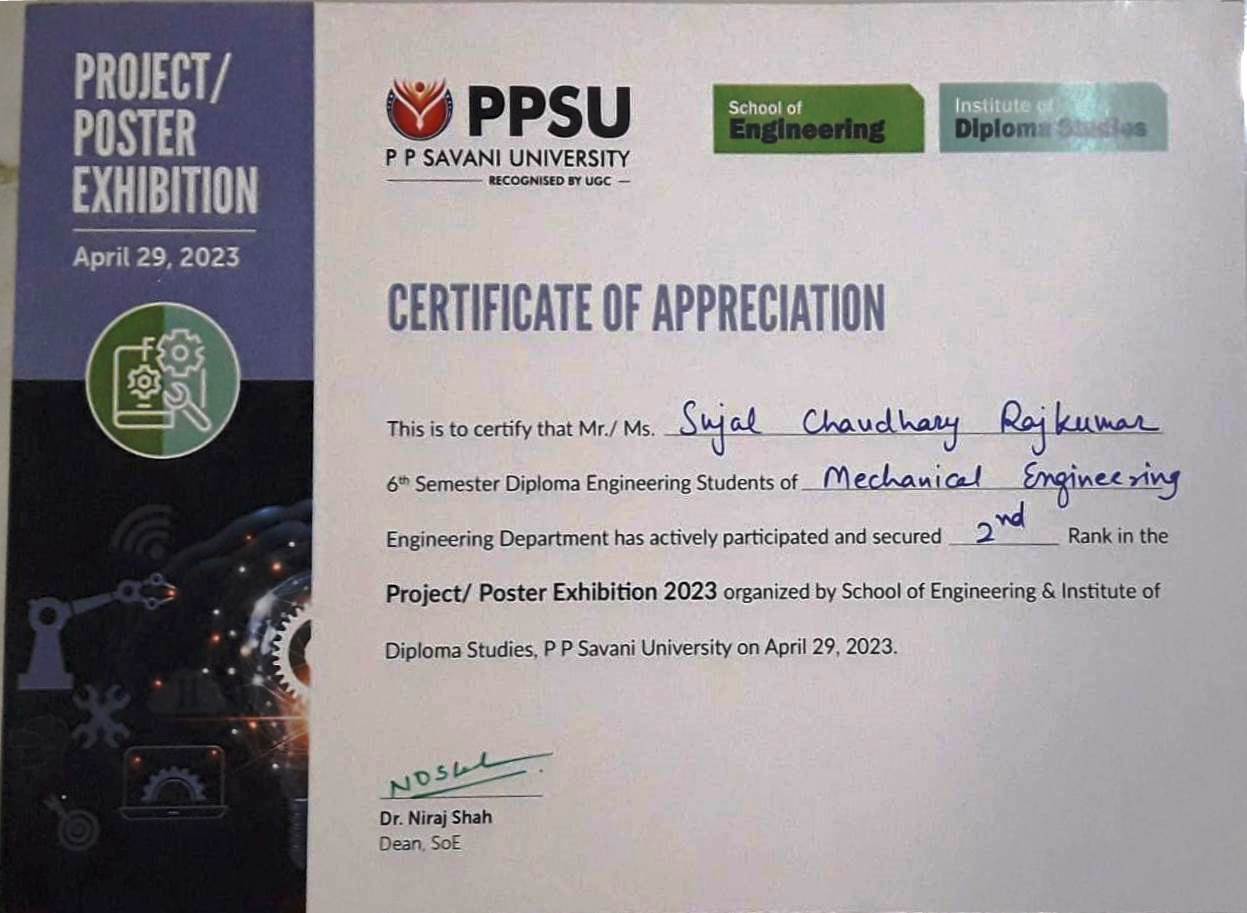 PROJECT/
POSTER
EXHIBITION
April 29, 2023
PPSU
P P SAVANI UNIVERSITY
RECOGNISED BY UGC
School of
Engineering
Institute of
Diploma Studies
CERTIFICATE OF APPRECIATION
This is to certify that Mr./ Ms. Sujal Chaudhary Rajkumar
6th Semester Diploma Engineering Students of Mechanical Engineering
Engineering Department has actively participated and secured 2nd Rank in the
Project/ Poster Exhibition 2023 organized by School of Engineering & Institute of
Diploma Studies, P P Savani University on April 29, 2023.
Dr. Niraj Shah
Dean, SoE